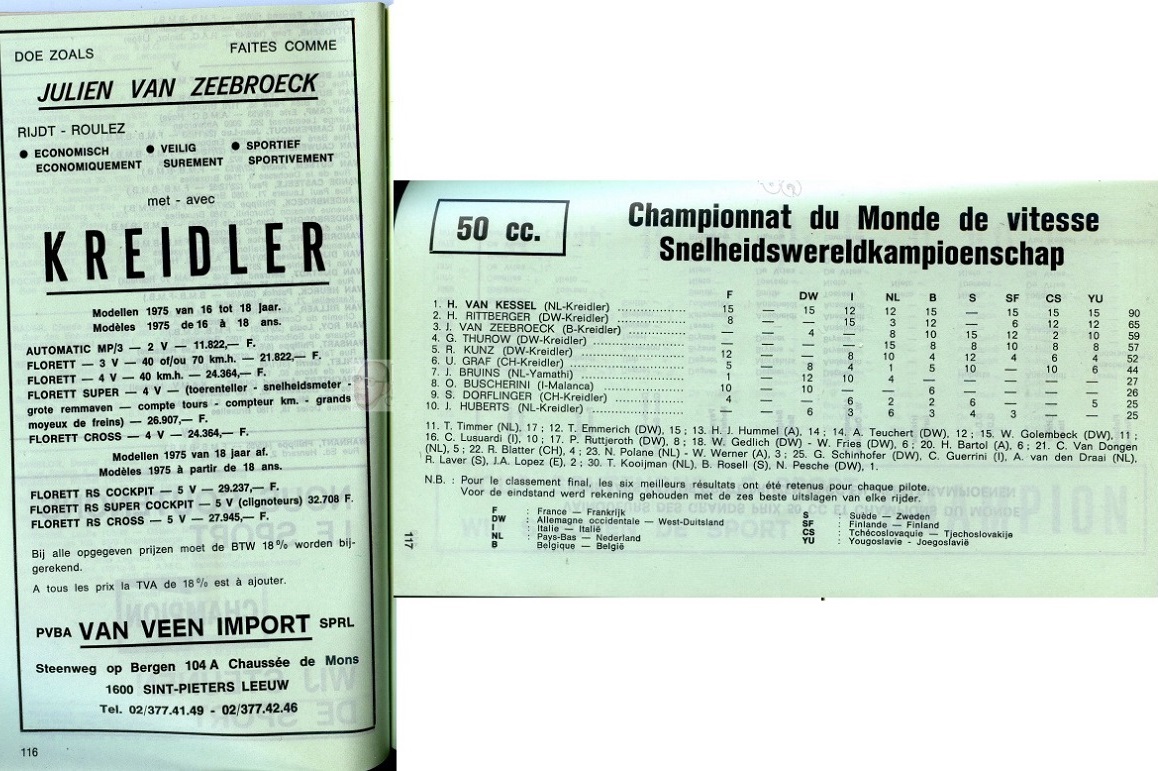 DOE ZOALS FAITES COMME
JULIEN VAN ZEEBROECK
RIJDT - ROULEZ
● ECONOMISCH ● VEILIG ● SPORTIEF
ECONOMIQUEMENT SUREMENT SPORTIVEMENT
met - avec
KREIDLER
Modellen 1975 van 16 tot 18 jaar.
Modèles 1975 de 16 à 18 ans.
AUTOMATIC MP/3 — 2 V — 11.822,— F.
FLORETT — 3 V — 40 of/ou 70 km.h. — 21.822,— F.
FLORETT — 4 V — 40 km.h. — 24.364,— F.
FLORETT SUPER — 4 V — (toerenteller - snelheidsmeter -
grote remmaven — compte tours - compteur km. - grands
moyeux de freins) — 26.907,— F.
FLORETT CROSS — 4 V — 24.364,— F.
Modellen 1975 van 18 jaar af.
Modèles 1975 à partir de 18 ans.
FLORETT RS COCKPIT — 5 V — 29.237,— F.
FLORETT RS SUPER COCKPIT — 5 V (clignoteurs) 32.708 F.
FLORETT RS CROSS — 5 V — 27.945,— F.
Bij alle opgegeven prijzen moet de BTW 18 % worden bij-
gerekend.
A tous les prix la TVA de 18 % est à ajouter.
PVBA VAN VEEN IMPORT SPRL
Steenweg op Bergen 104 A Chaussée de Mons
1600 SINT-PIETERS LEEUW
Tel. 02/377.41.49 - 02/377.42.46
116
50 cc.
Championnat du Monde de vitesse
Snelheidswereldkampioenschap
F DW I NL B S SF CS YU
1. H. VAN KESSEL (NL-Kreidler) 15 — 15 12 12 15 — 15 15 15 90
2. H. RITTBERGER (DW-Kreidler) 8 — — 15 3 12 — 6 12 12 65
3. J. VAN ZEEBROECK (B-Kreidler) — — 4 — 8 10 15 12 2 10 59
4. G. THUROW (DW-Kreidler) — — — — 15 8 8 10 8 8 57
5. R. KUNZ (DW-Kreidler) 12 — — 8 10 4 12 4 6 4 52
6. U. GRAF (CH-Kreidler) 5 — 8 4 1 5 10 — 10 6 44
7. J. BRUINS (NL-Yamathi) 1 — 12 10 4 — — — — — 27
8. O. BUSCHERINI (I-Malanca) 10 — 10 — — 6 — — — — 26
9. S. DORFLINGER (CH-Kreidler) 4 — — 6 2 2 6 — — 5 25
10. J. HUBERTS (NL-Kreidler) — — 6 3 6 3 4 3 — — 25
11. T. Timmer (NL), 17 ; 12. T. Emmerich (DW), 15 ; 13. H. J. Hummel (A), 14 ; 14. A. Teuchert (DW), 12 ; 15. W. Golembeck (DW), 11 ;
16. C. Lusuardi (I), 10 ; 17. P. Ruttjeroth (DW), 8 ; 18. W. Gedlich (DW) - W. Fries (DW), 6 ; 20. H. Bartol (A), 6 ; 21. C. Van Dongen
(NL), 5 ; 22. R. Blatter (CH), 4 ; 23. N. Polane (NL) - W. Werner (A), 3 ; 25. G. Schinhofer (DW), C. Guerrini (I), A. van den Draai (NL),
R. Laver (S), J.A. Lopez (E), 2 ; 30. T. Kooijman (NL), B. Rosell (S), N. Pesche (DW), 1.
N.B. : Pour le classement final, les six meilleurs résultats ont été retenus pour chaque pilote.
Voor de eindstand werd rekening gehouden met de zes beste uitslagen van elke rijder.
F : France — Frankrijk
DW : Allemagne occidentale — West-Duitsland
I : Italie — Italië
NL : Pays-Bas — Nederland
B : Belgique — België
S : Suède — Zweden
SF : Finlande — Finland
CS : Tchécoslovaquie — Tjechoslovakije
YU : Yougoslavie - Joegoslavië
117